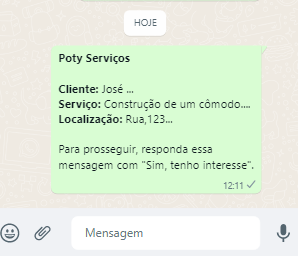 HOJE
Poty Serviços
Cliente: José ...
Serviço: Construção de um cômodo....
Localização: Rua,123...
Para prosseguir, responda essa
mensagem com "Sim, tenho interesse".
12:11
Mensagem